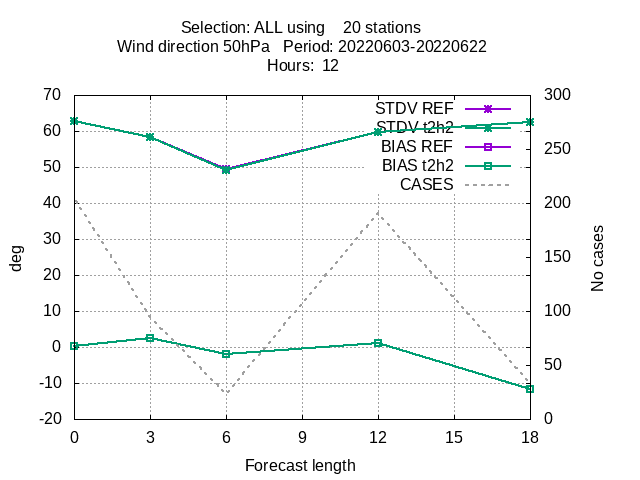 Selection: ALL using    20 stations
Wind direction 50hPa   Period: 20220603-20220622
Hours:  12
STDV REF
STDV t2h2
BIAS REF
BIAS t2h2
CASES
70
60
50
40
30
20
10
0
-10
-20
deg
300
250
200
150
100
50
0
No cases
0 3 6 9 12 15 18
Forecast length